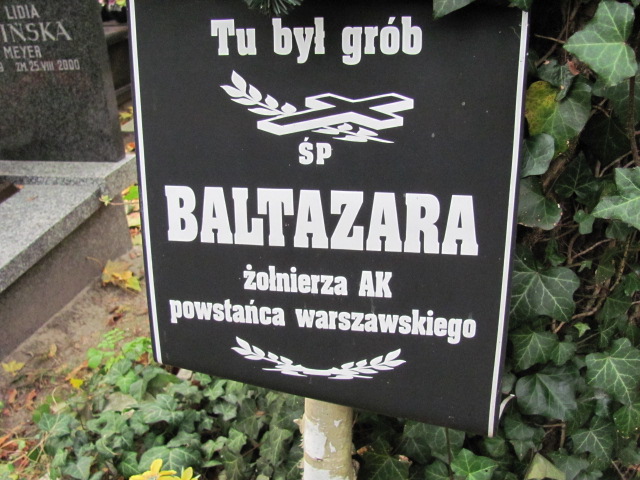 LIDIA
MEYER
ZM. 25.VIII 2000
Tu był grób
ŚP
BALTAZARA
żołnierza AK
powstańca warszawskiego